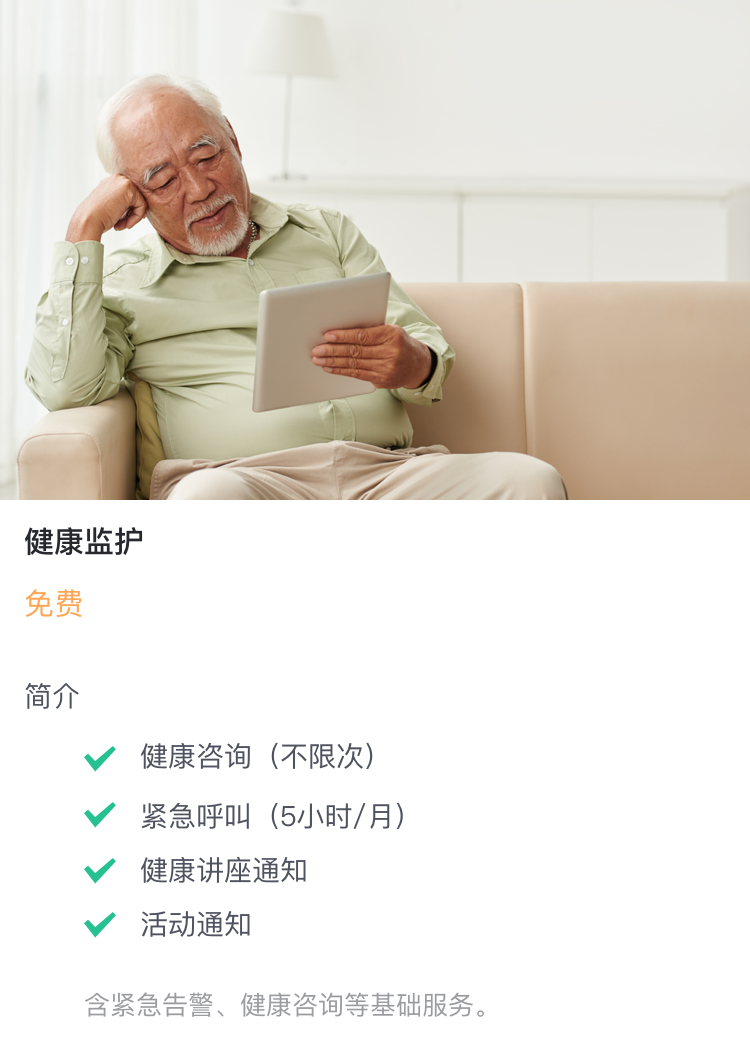 健康监护
免费
简介
健康咨询（不限次）
紧急呼叫（5小时/月）
健康讲座通知
活动通知
含紧急告警、健康咨询等基础服务。